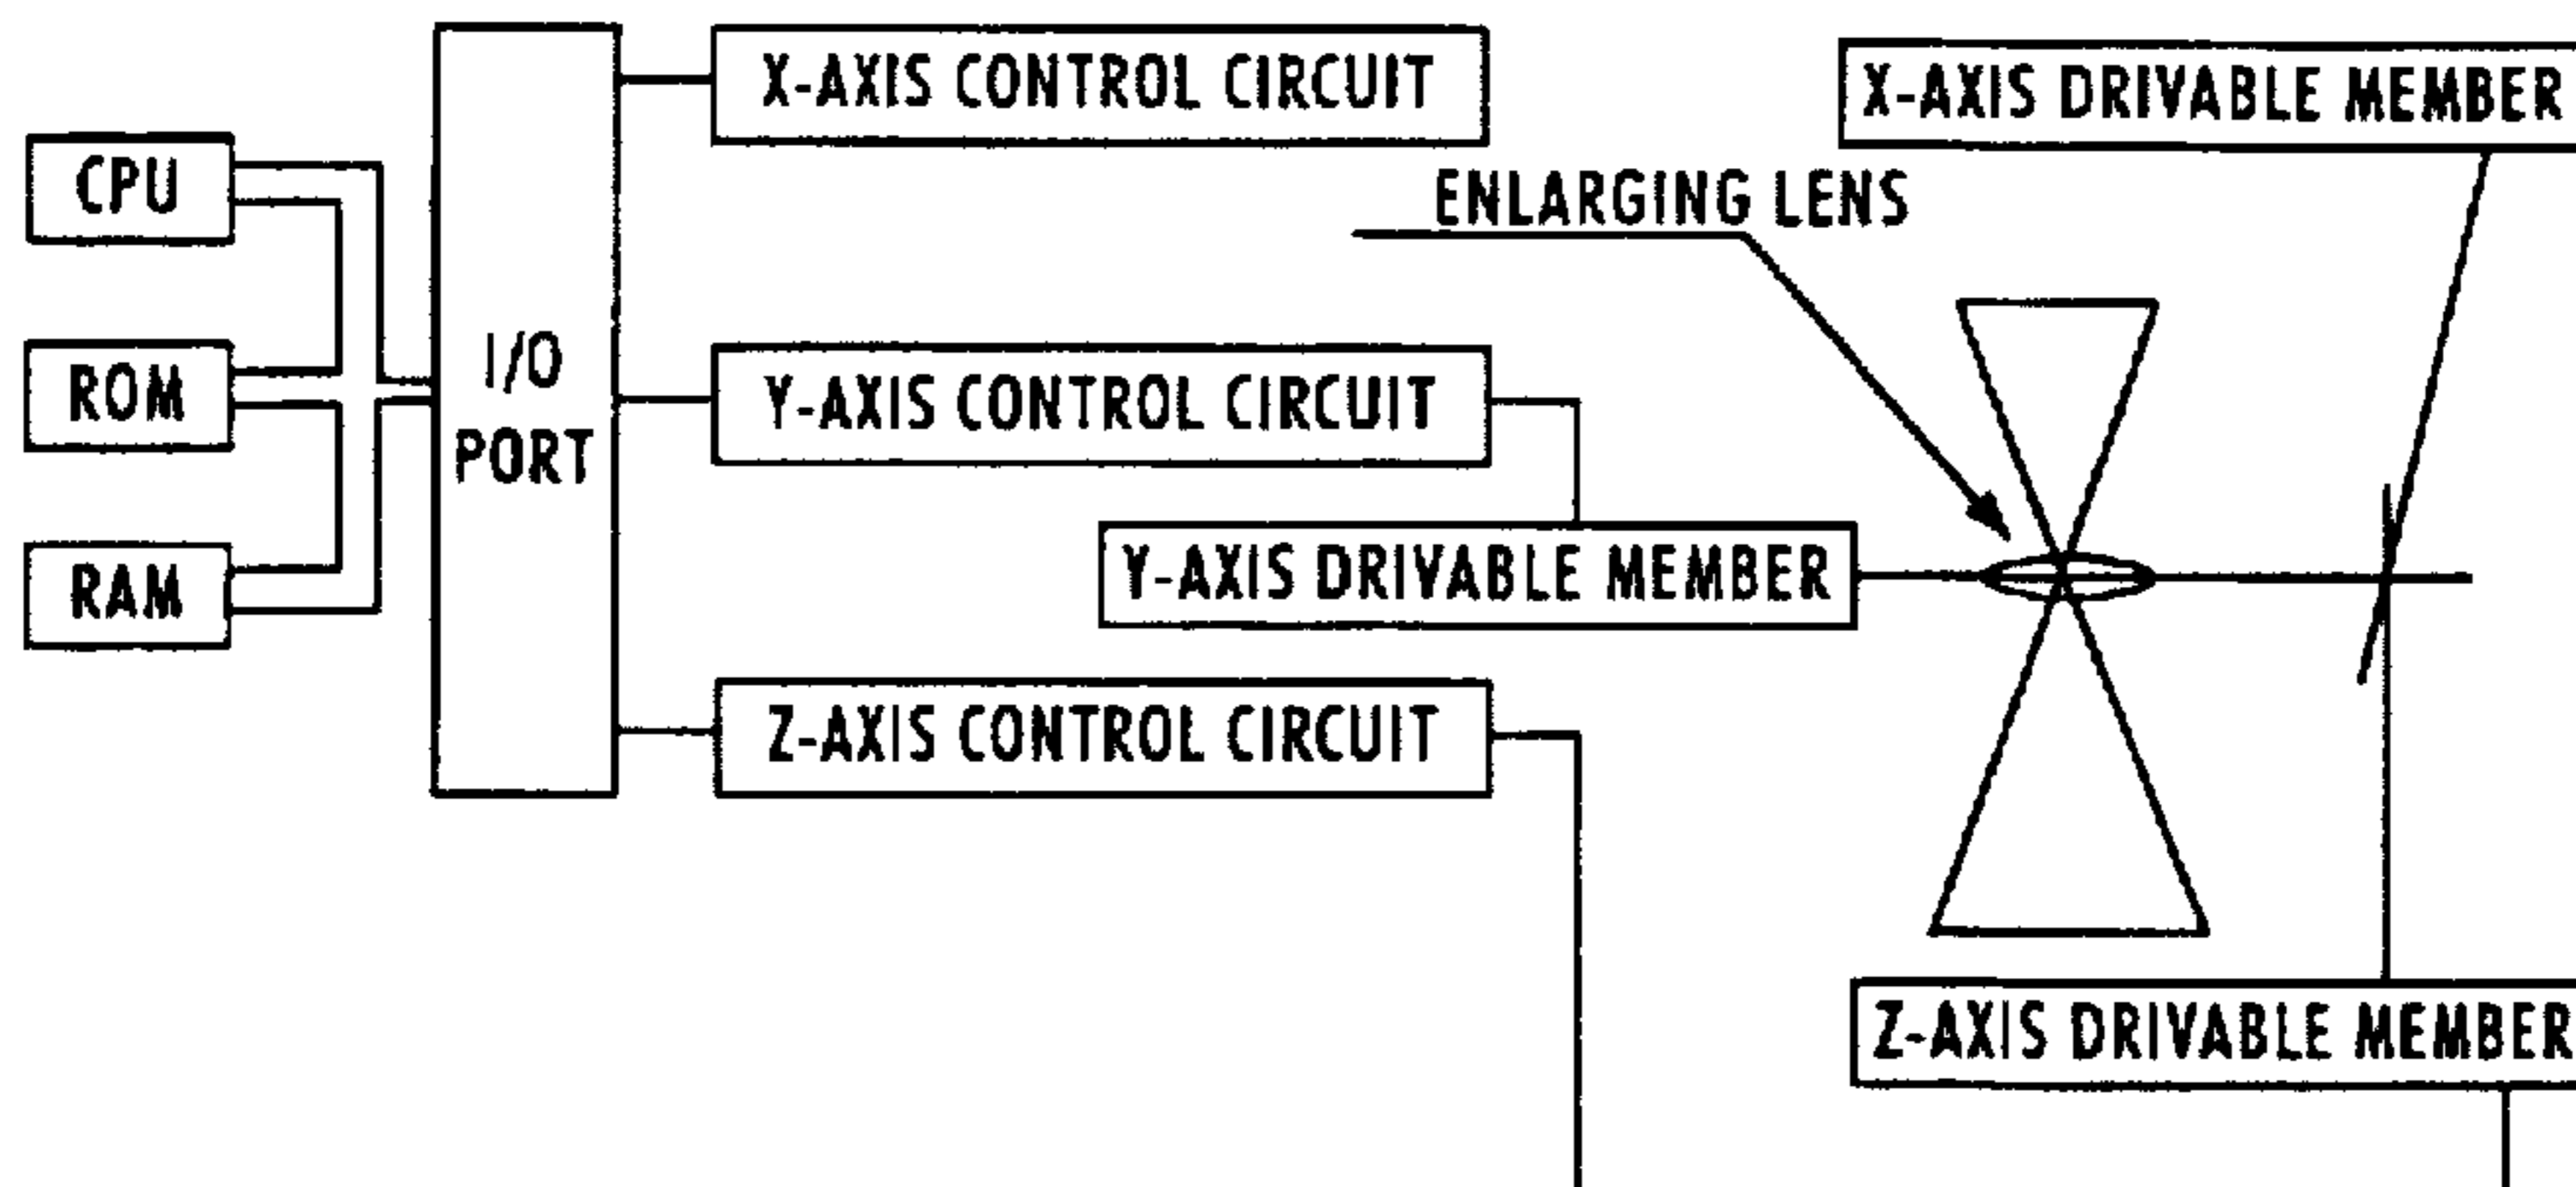 X-AXIS CONTROL CIRCUIT
X-AXIS DRIVABLE MEMBER
CPU
ENLARGING LENS
ROM
I/O
PORT
Y-AXIS CONTROL CIRCUIT
RAM
Y-AXIS DRIVABLE MEMBER
Z-AXIS CONTROL CIRCUIT
Z-AXIS DRIVABLE MEMBER